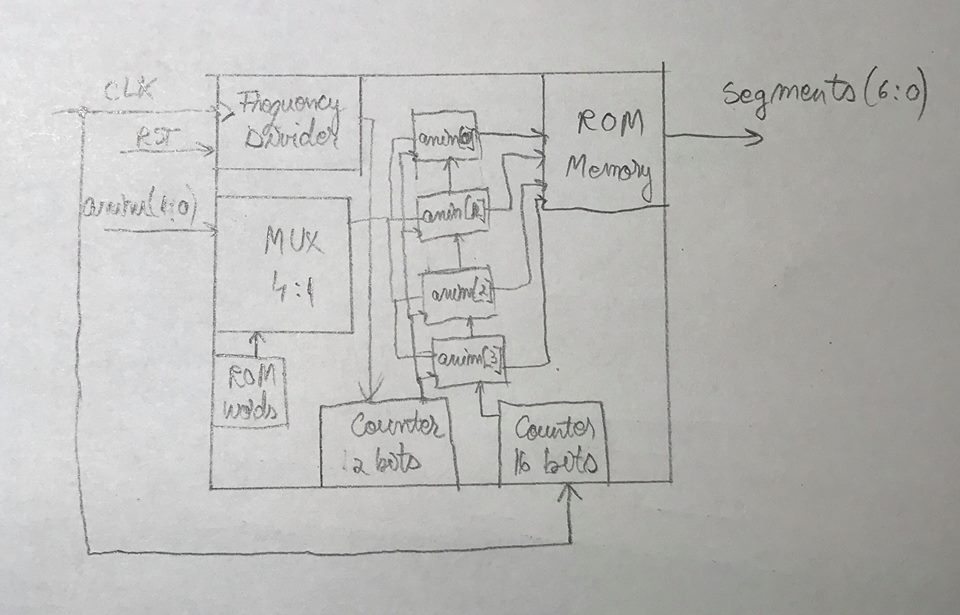 CLK
RST
anim(4:0)
Frequency
Divider
MUX
4:1
ROM
words
anim[0]
anim[1]
anim[2]
anim[3]
Counter
2 bits
Counter
16 bits
ROM
Memory
segments(6:0)